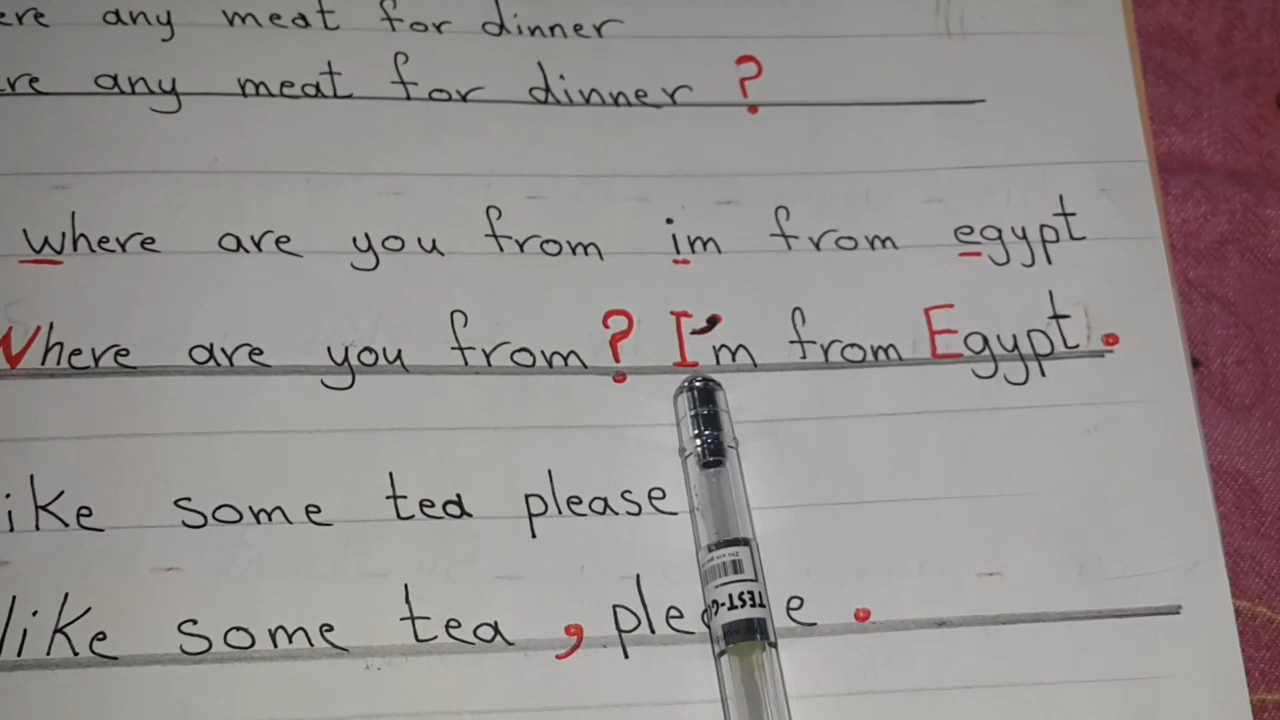 ere any meat for dinner
re any meat for dinner ?
where are you from im from egypt
Where are you from? I'm from Egypt.
ike some tea please
like some tea , ple e .
TEST-